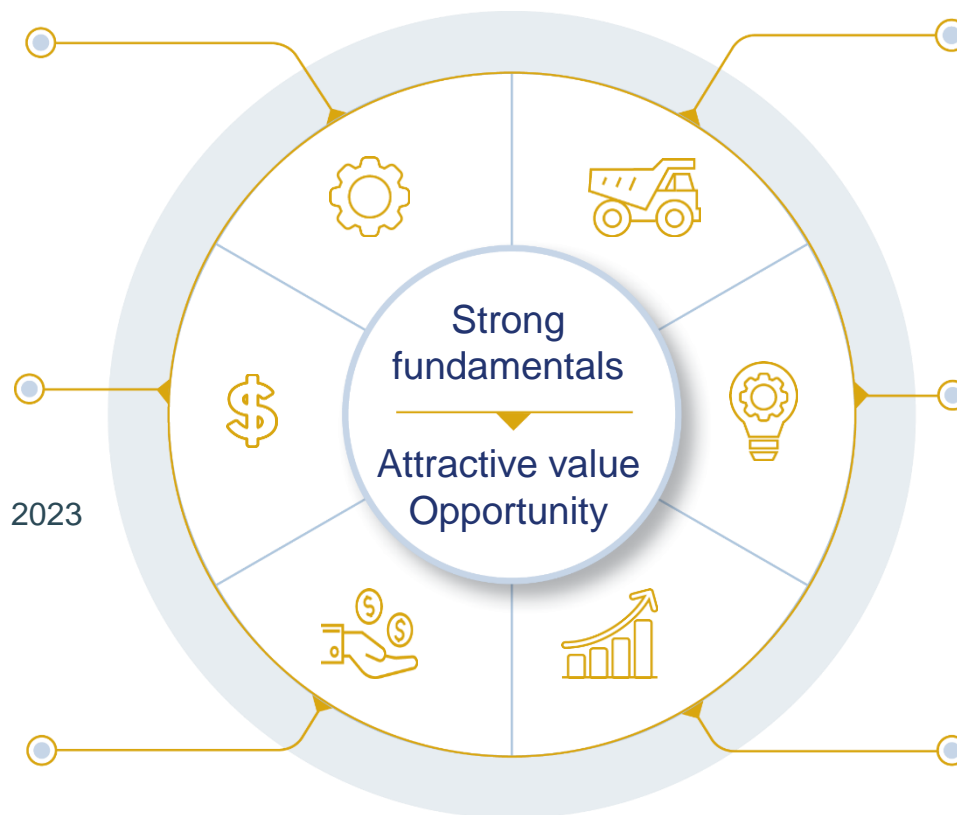 Strong
fundamentals
Attractive value
Opportunity
2023